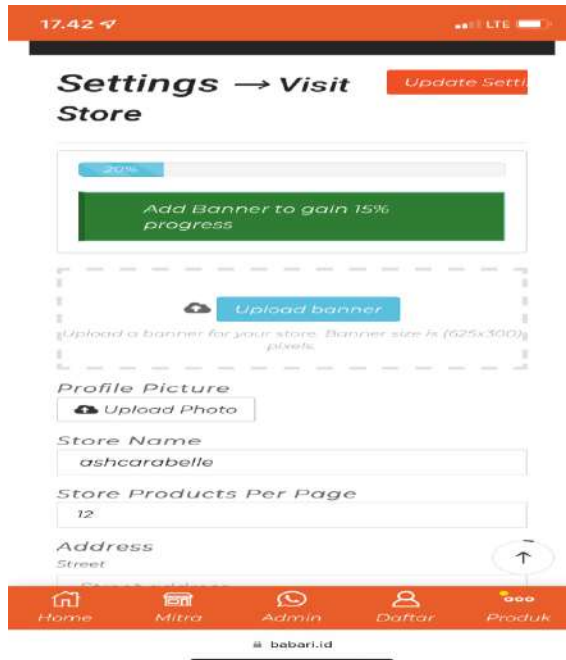 17.42
LTE
Settings → Visit
Store
Update Setti
20%
Add Banner to gain 15%
progress
Upload banner
Upload a banner for your store. Banner size is (625x300)
pixels.
Profile Picture
Upload Photo
Store Name
ashcarabelle
Store Products Per Page
12
Address
Street
Home Mitra Admin Daftar Produk
babari.id